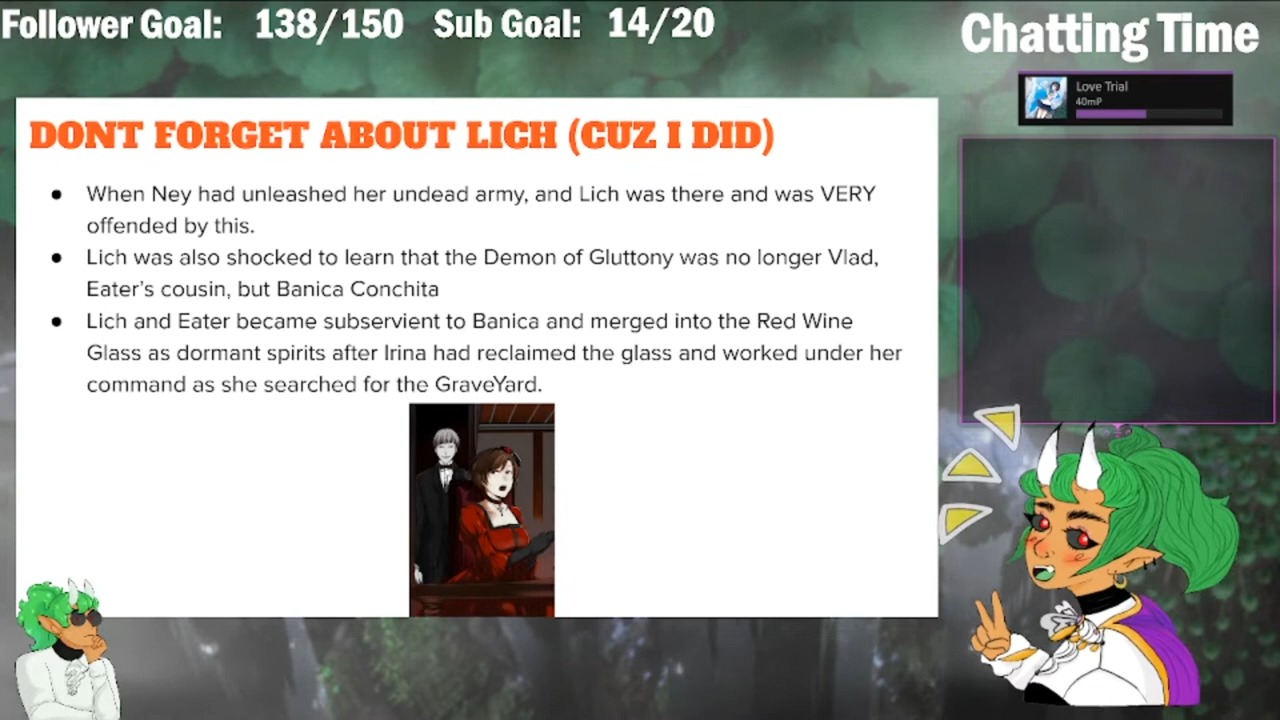 Follower Goal: 138/150 Sub Goal: 14/20
Chatting Time
Love Trial
40mP
DONT FORGET ABOUT LICH (CUZ I DID)
● When Ney had unleashed her undead army, and Lich was there and was VERY
offended by this.
● Lich was also shocked to learn that the Demon of Gluttony was no longer Vlad,
Eater's cousin, but Banica Conchita
● Lich and Eater became subservient to Banica and merged into the Red Wine
Glass as dormant spirits after Irina had reclaimed the glass and worked under her
command as she searched for the GraveYard.